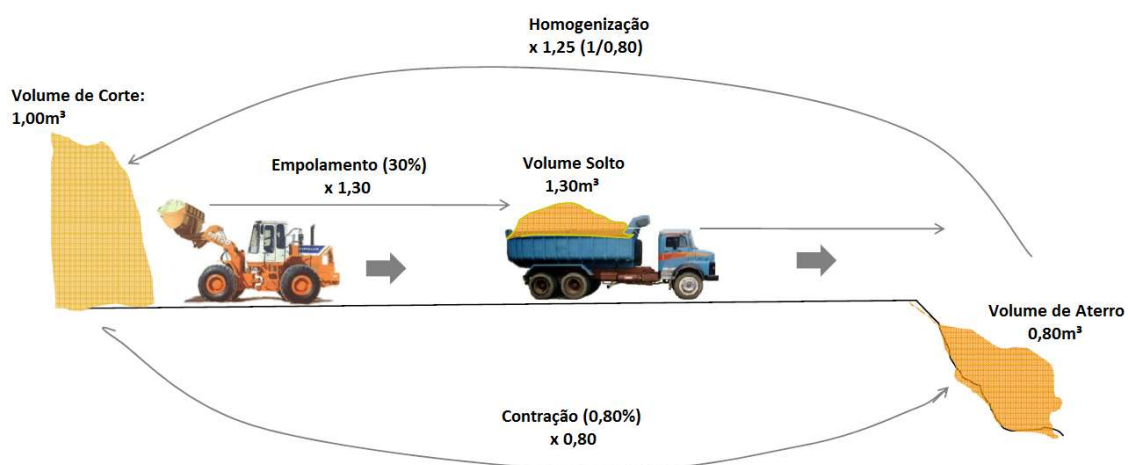 Homogenização
x 1,25 (1/0,80)
Volume de Corte:
1,00m³
Empolamento (30%)
x 1,30
Volume Solto
1,30m³
Volume de Aterro
0,80m³
Contração (0,80%)
x 0,80